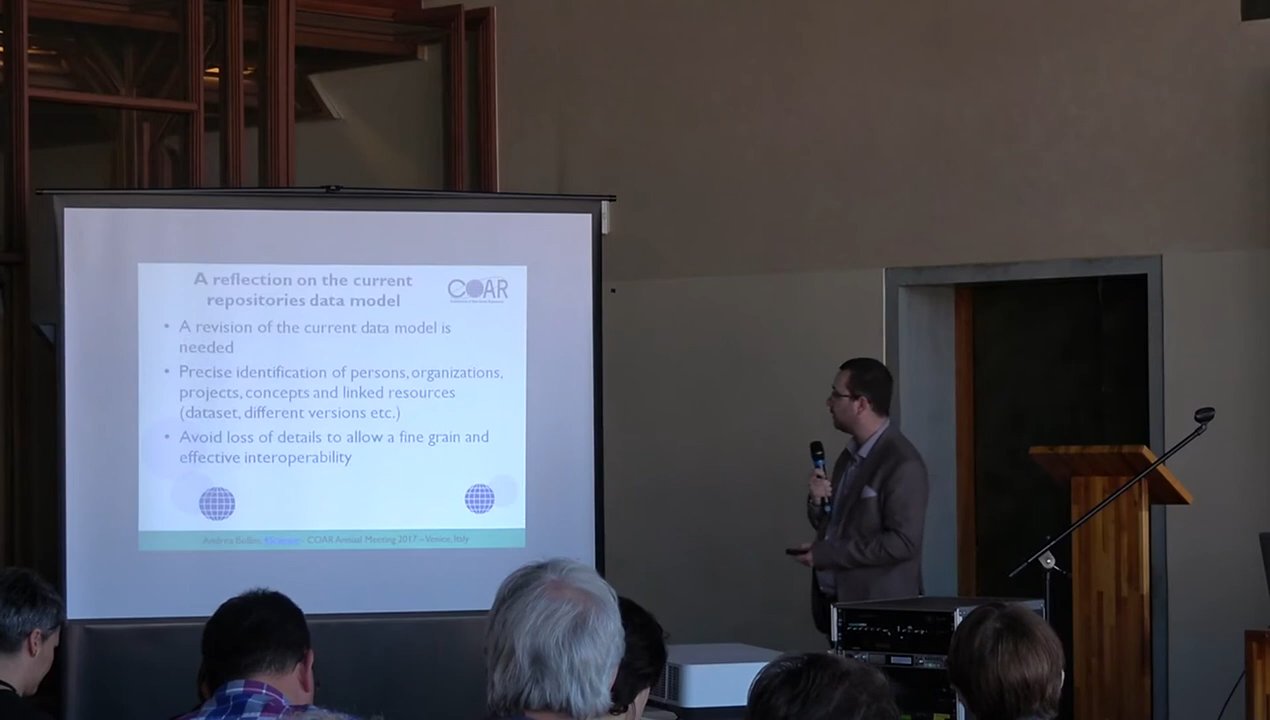 A reflection on the current
repositories data model
COAR
• A revision of the current data model is
needed
• Precise identification of persons, organizations,
projects, concepts and linked resources
(dataset, different versions etc.)
• Avoid loss of details to allow a fine grain and
effective interoperability
Andrea Bollini, - COAR Annual Meeting 2017 – Venice, Italy